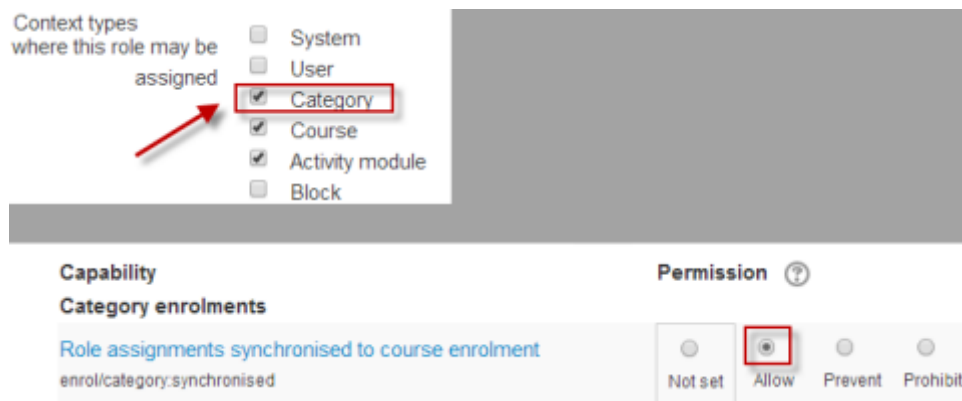 Context types
where this role may be
assigned
System
User
Category
Course
Activity module
Block
Capability
Permission ?
Category enrolments
Role assignments synchronised to course enrolment
enrol/category:synchronised
Not set
Allow
Prevent
Prohibit